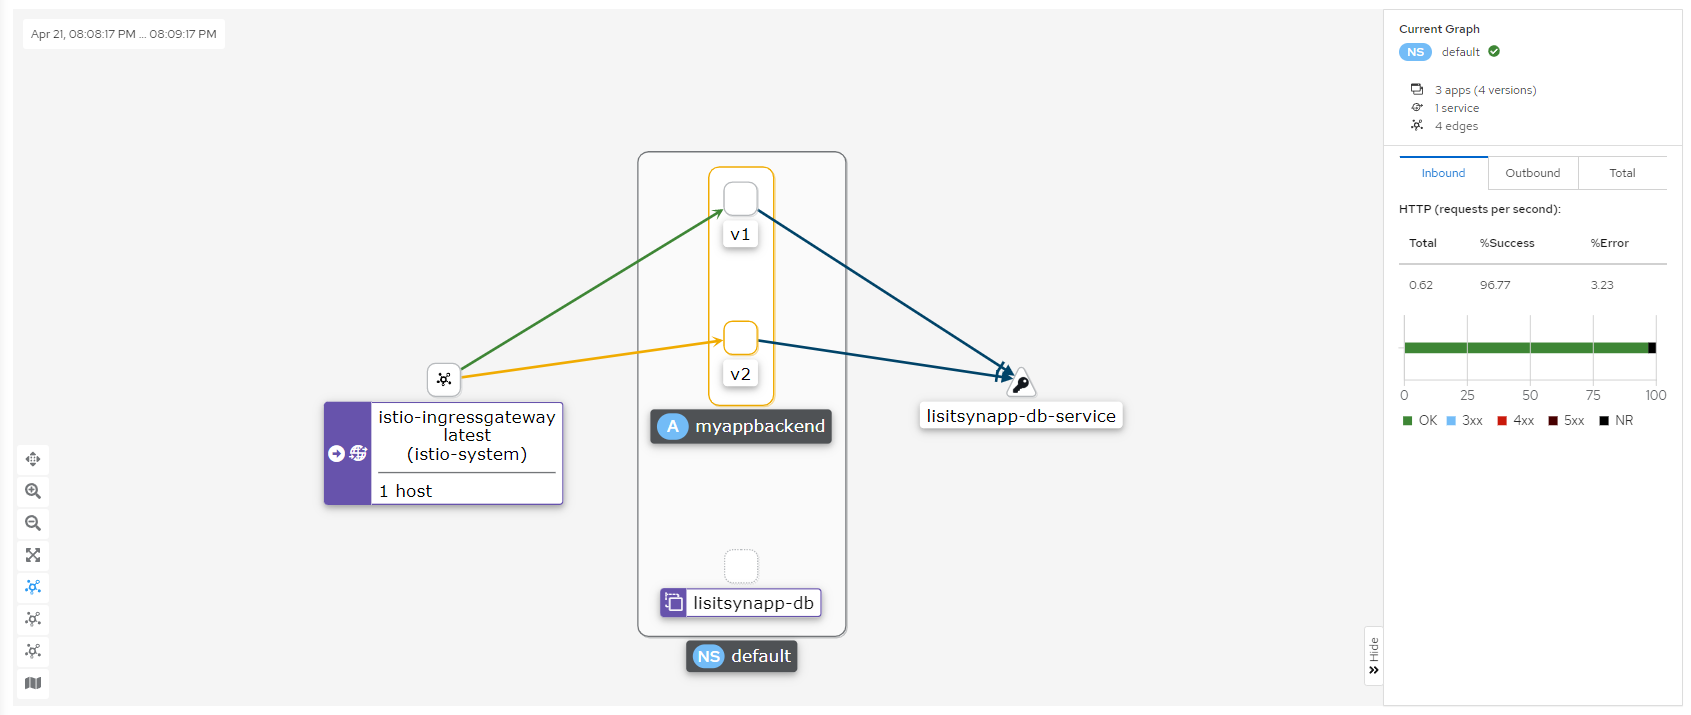 Apr 21, 08:08:17 PM ... 08:09:17 PM
v1
v2
A myappbackend
istio-ingressgateway
latest
(istio-system)
1 host
lisitsynapp-db-service
lisitsynapp-db
NS default
Hide
Current Graph
NS default
3 apps (4 versions)
1 service
4 edges
Inbound Outbound Total
HTTP (requests per second):
Total %Success %Error
0.62 96.77 3.23
0 25 50 75 100
OK 3xx 4xx 5xx NR